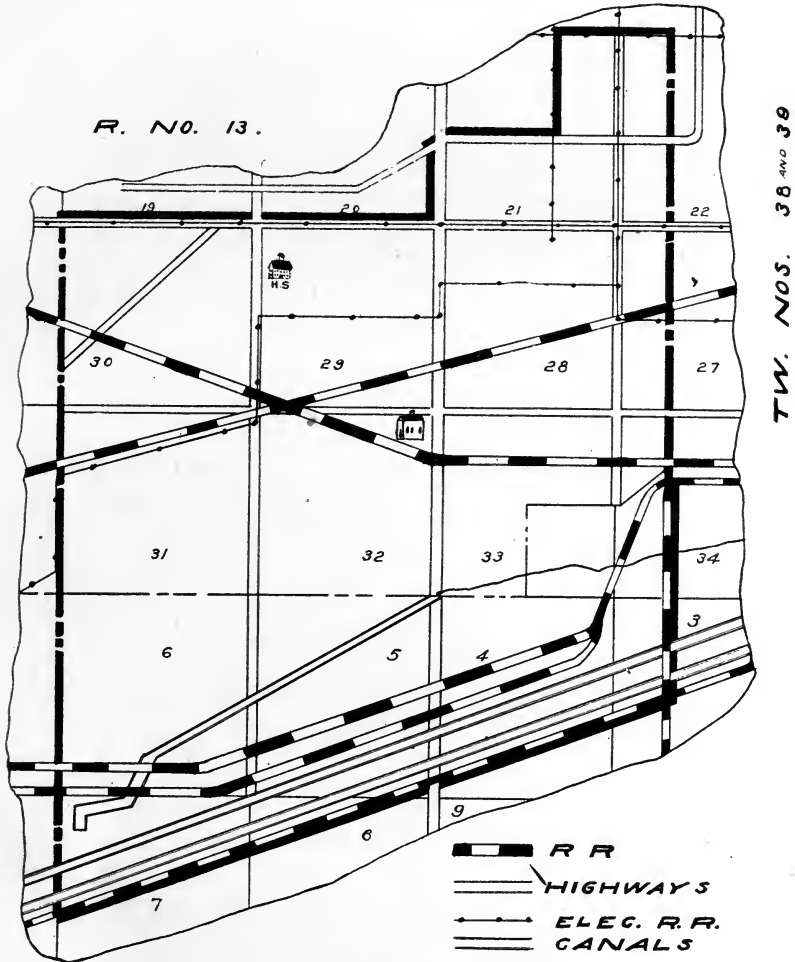 R. NO. 13.
TW. NOS. 38 AND 39
19 20 21 22
H.S
30 29 28 27
31 32 33 34
6 5 4 3
7 8 9
R R
HIGHWAYS
ELEC. R.R.
CANALS